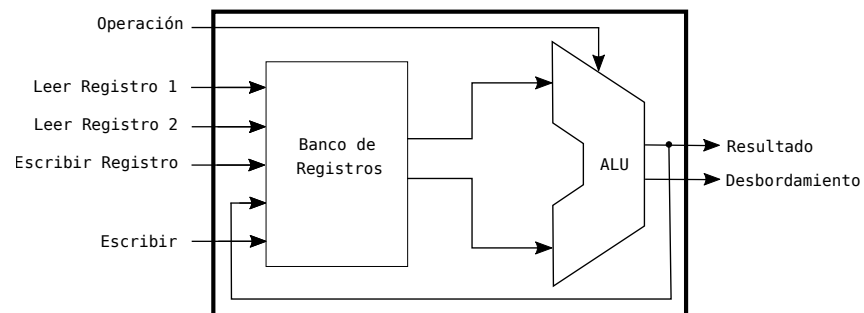 Operación
Leer Registro 1
Leer Registro 2
Escribir Registro
Escribir
Banco de
Registros
ALU
Resultado
Desbordamiento